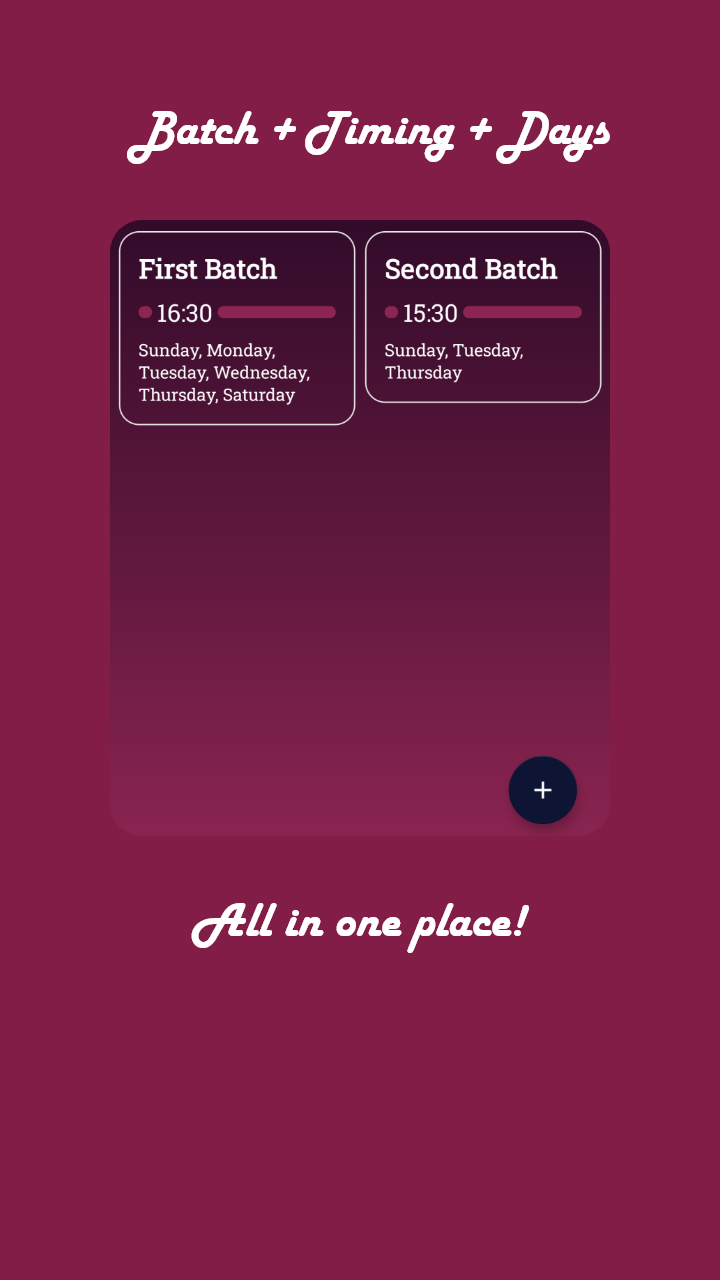 Batch + Timing + Days
First Batch
16:30
Sunday, Monday,
Tuesday, Wednesday,
Thursday, Saturday
Second Batch
15:30
Sunday, Tuesday,
Thursday
+
All in one place!